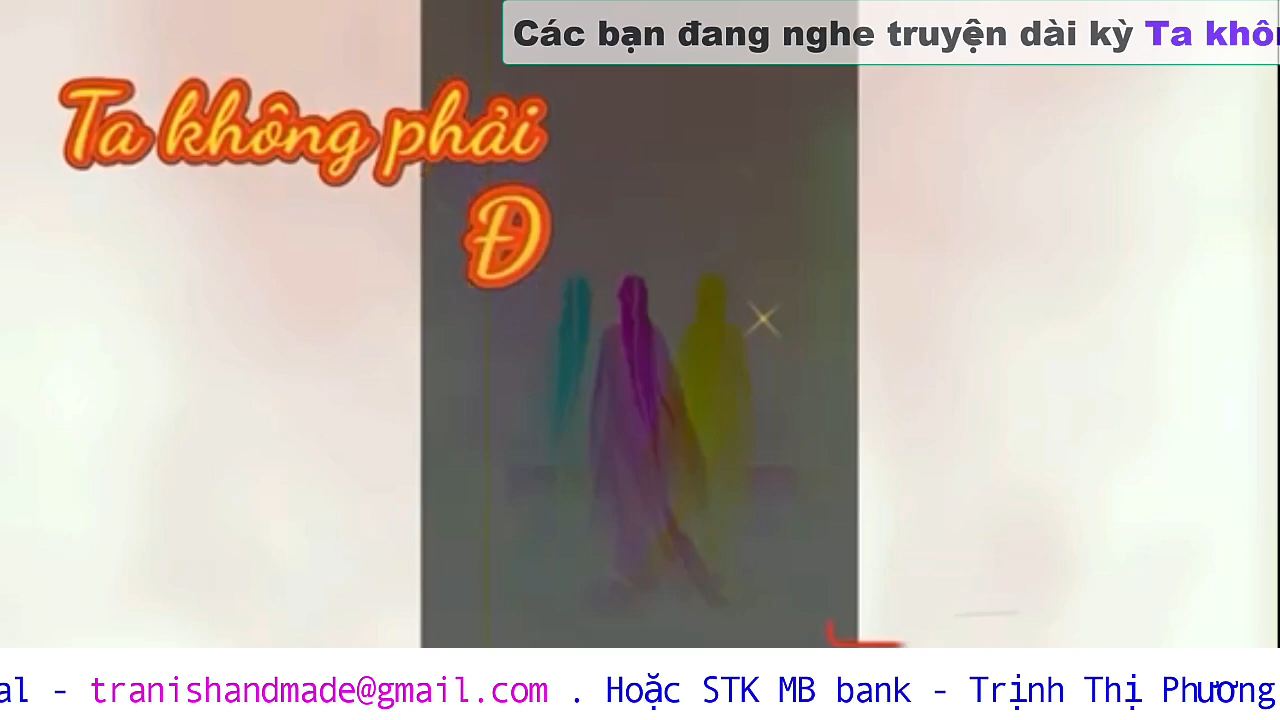 Các bạn đang nghe truyện dài kỳ Ta khôn
Ta không phải
Đ
al - tranishandmade@gmail.com . Hoặc STK MB bank - Trịnh Thị Phương